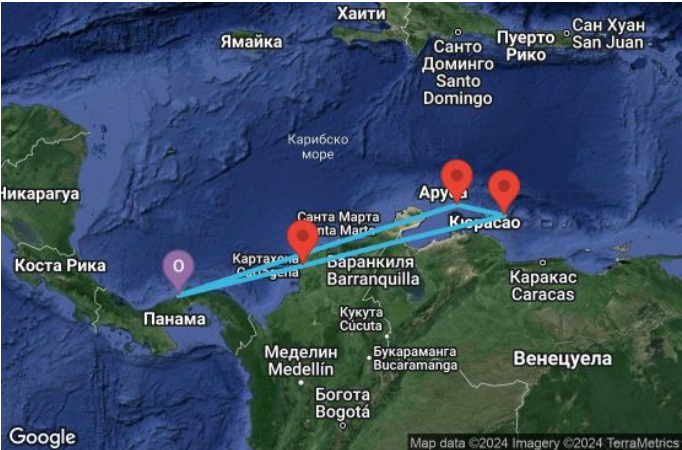 Хаити
Ямайка
Сан Хуан
San Juan
Пуерто
Рико
Санто
Доминго
Santo
Domingo
Карибско
море
Никарагуа
Аруба
Кюрасао
Санта Марта
Santa Marta
Картахена
Cartagena
Баранкиля
Barranquilla
Коста Рика
O
Панама
Каракас
Caracas
Кукута
Cúcuta
Меделин
Medellín
Букараманга
Bucaramanga
Венецуела
Богота
Bogotá
Google
Map data ©2024 Imagery ©2024 TerraMetrics